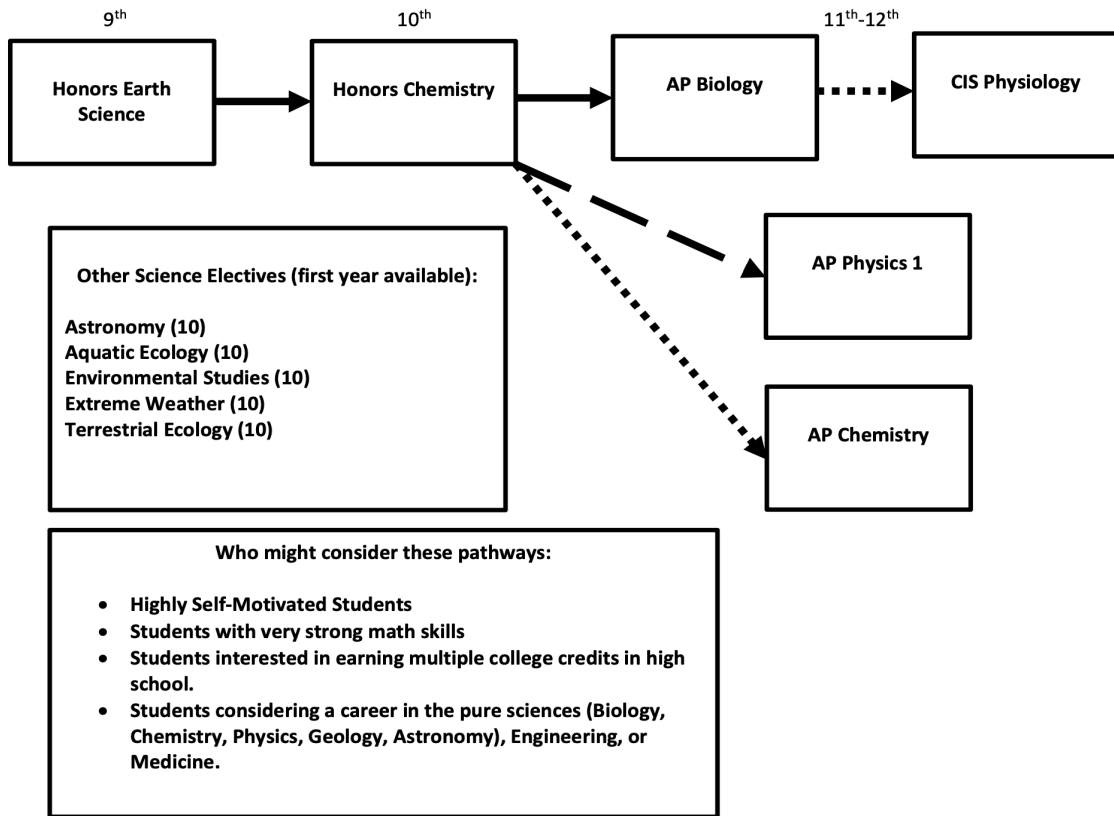 9th
10th
11th-12th
Honors Earth
Science
Honors Chemistry
AP Biology
CIS Physiology
AP Physics 1
AP Chemistry
Other Science Electives (first year available):
Astronomy (10)
Aquatic Ecology (10)
Environmental Studies (10)
Extreme Weather (10)
Terrestrial Ecology (10)
Who might consider these pathways:
• Highly Self-Motivated Students
• Students with very strong math skills
• Students interested in earning multiple college credits in high
school.
• Students considering a career in the pure sciences (Biology,
Chemistry, Physics, Geology, Astronomy), Engineering, or
Medicine.